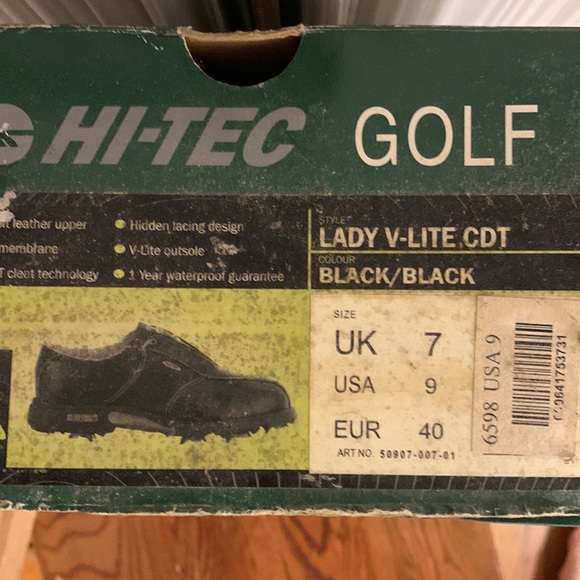 HI-TEC GOLF
leather upper
membrane
cleat technology
Hidden lacing design
V-Lite outsole
1 Year waterproof guarantee
STYLE
LADY V-LITE CDT
COLOUR
BLACK/BLACK
SIZE
UK 7
USA 9
EUR 40
ART NO. 50907-007-01
6598 USA 9